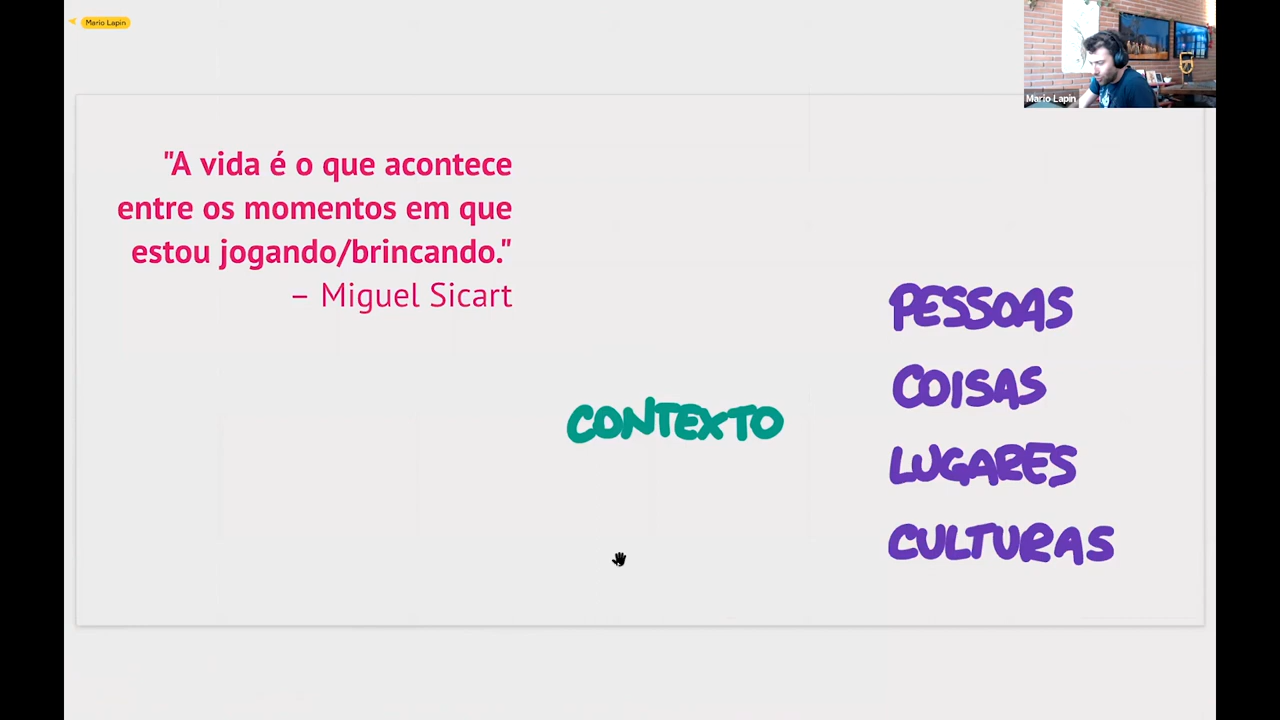 Mario Lapin
Mario Lapin
"A vida é o que acontece
entre os momentos em que
estou jogando/brincando."
– Miguel Sicart
CONTEXTO
PESSOAS
COISAS
LUGARES
CULTURAS